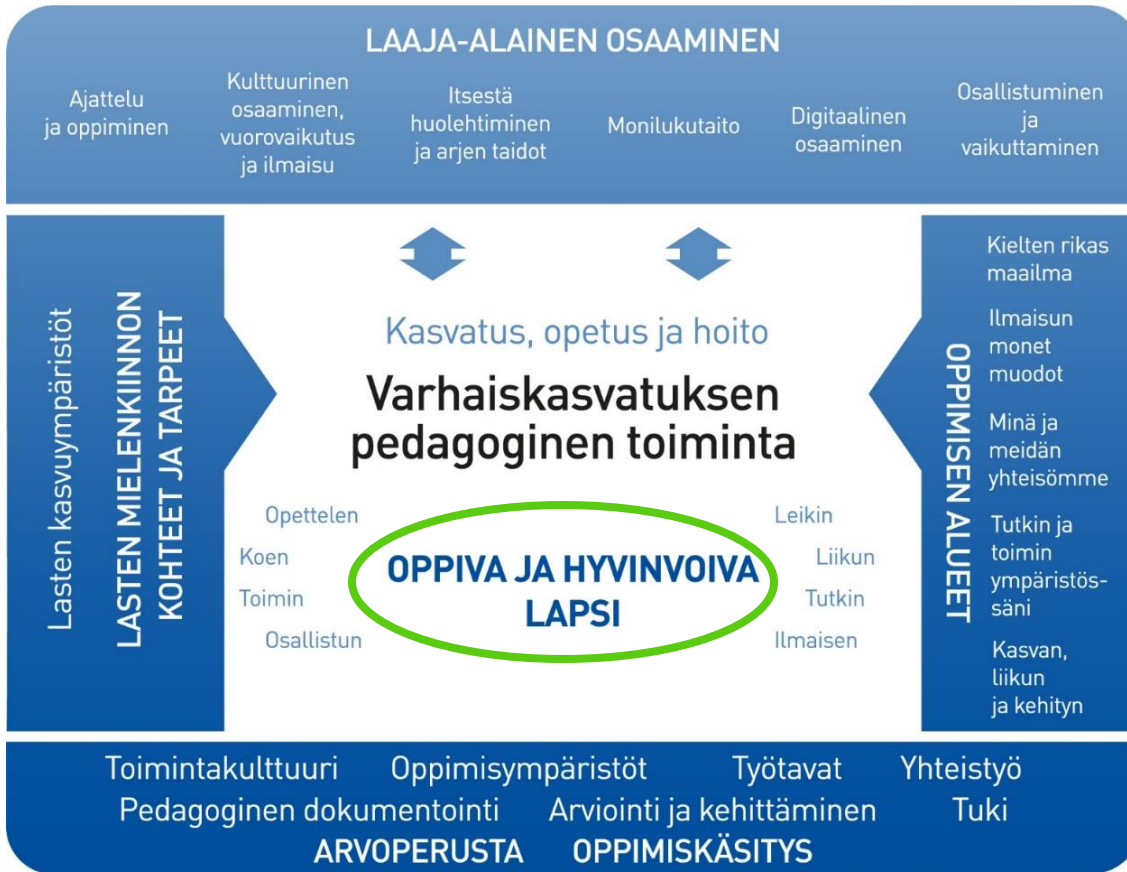 LAAJA-ALAINEN OSAAMINEN
Ajattelu
ja oppiminen
Kulttuurinen
osaaminen,
vuorovaikutus
ja ilmaisu
Itsestä
huolehtiminen
ja arjen taidot
Monilukutaito
Digitaalinen
osaaminen
Osallistuminen
ja
vaikuttaminen
Lasten kasvuympäristöt
LASTEN MIELENKIINNON
KOHTEET JA TARPEET
Kasvatus, opetus ja hoito
Varhaiskasvatuksen
pedagoginen toiminta
Opettelen
Koen
Toimin
Osallistun
OPPIVA JA HYVINVOIVA
LAPSI
Leikin
Liikun
Tutkin
Ilmaisen
OPPIMISEN ALUEET
Kielten rikas
maailma
Ilmaisun
monet
muodot
Minä ja
meidän
yhteisömme
Tutkin ja
toimin
ympäristös-
säni
Kasvan,
liikun
ja kehityn
Toimintakulttuuri Oppimisympäristöt Työtavat Yhteistyö
Pedagoginen dokumentointi Arviointi ja kehittäminen Tuki
ARVOPERUSTA OPPIMISKÄSITYS